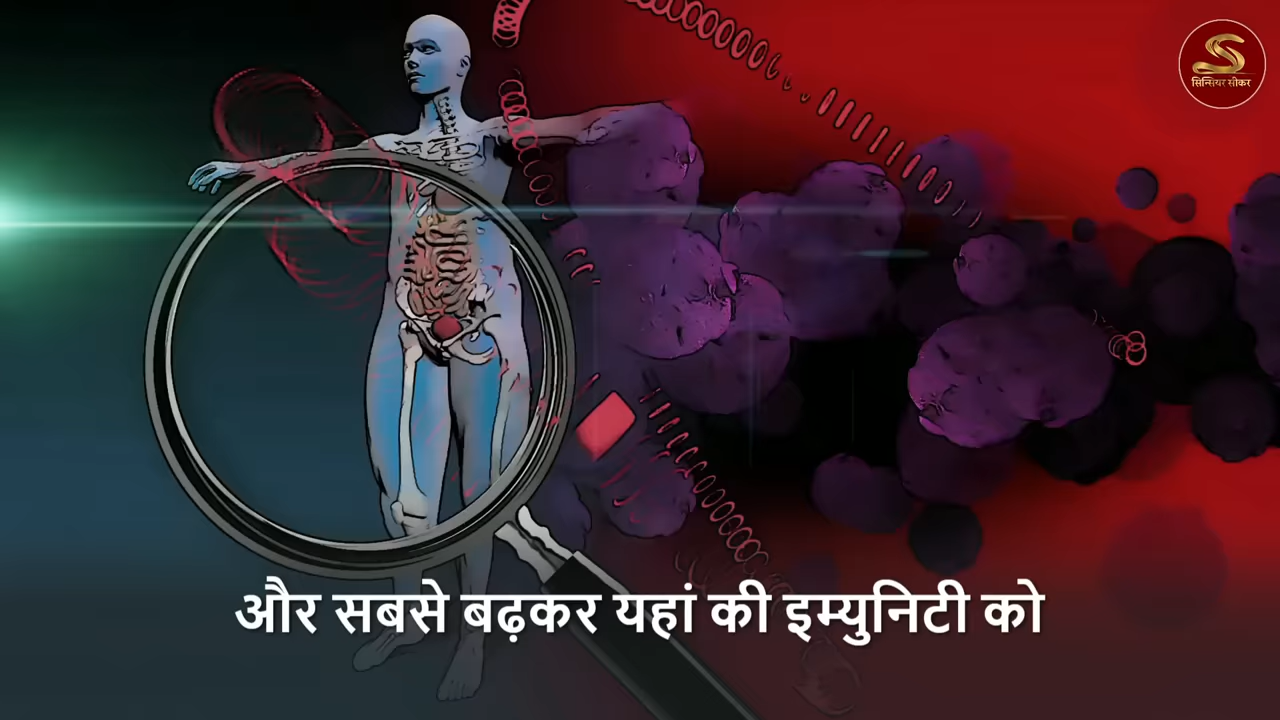 सिन्सियर सीकर
और सबसे बढ़कर यहां की इम्युनिटी को